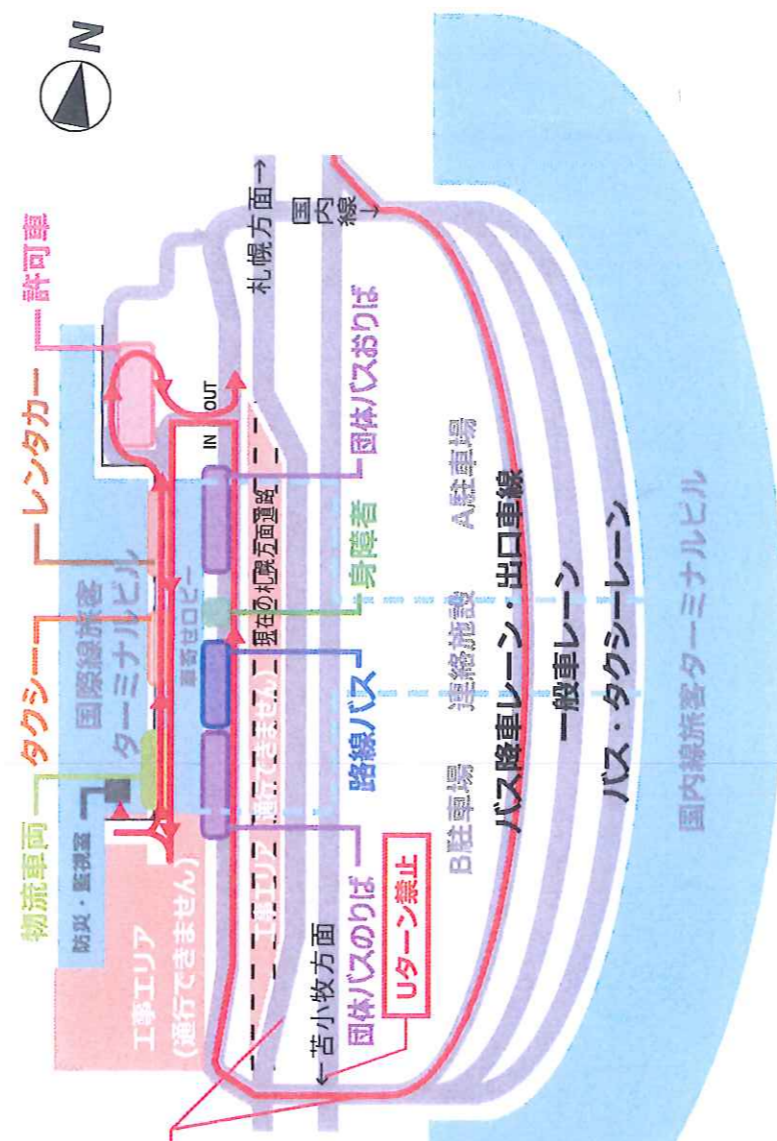 N
物流車両
タクシー
レンタカー
許可車
防災・監視室
国際線旅客
ターミナルビル
工事エリア
(通行できません)
車寄せロビー
IN
OUT
札幌方面→
国内線→
工事エリア(通行できません)
現在の札幌方面道路
←苫小牧方面
団体バスのりば
路線バス
身障者
団体バスおりば
Uターン禁止
B駐車場
連絡施設
A駐車場
バス降車レーン・出口車線
一般車レーン
バス・タクシーレーン
国内線旅客ターミナルビル